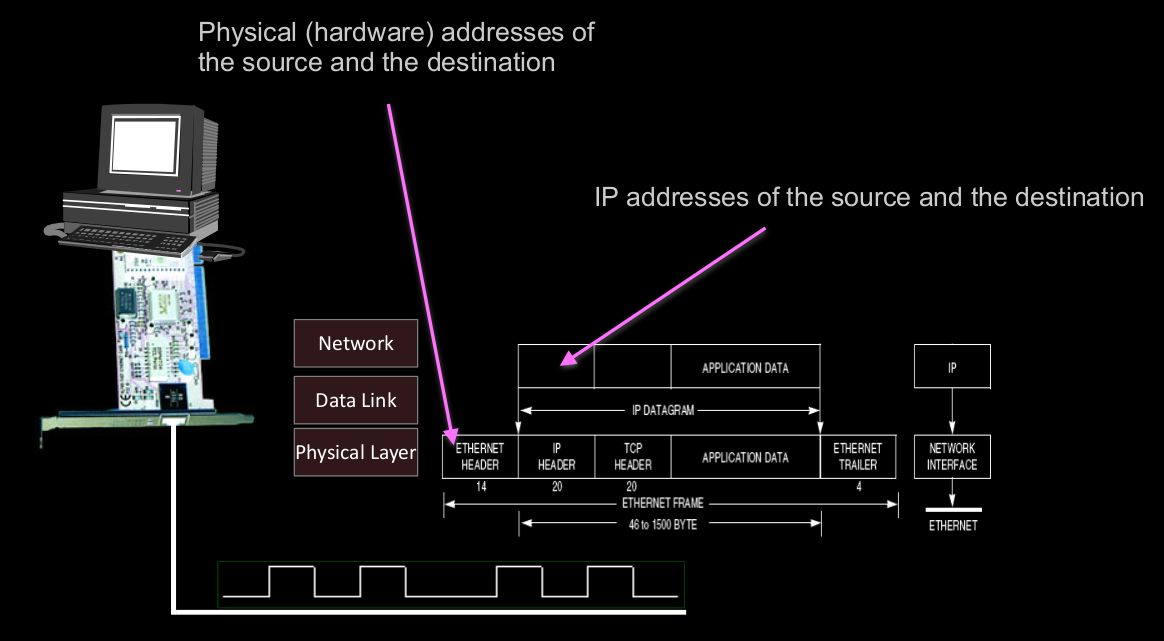 Physical (hardware) addresses of
the source and the destination
IP addresses of the source and the destination
Network
Data Link
Physical Layer
APPLICATION DATA
IP
IP DATAGRAM
ETHERNET
HEADER
IP
HEADER
TCP
HEADER
APPLICATION DATA
ETHERNET
TRAILER
NETWORK
INTERFACE
14
20
20
4
ETHERNET FRAME
46 to 1500 BYTE
ETHERNET